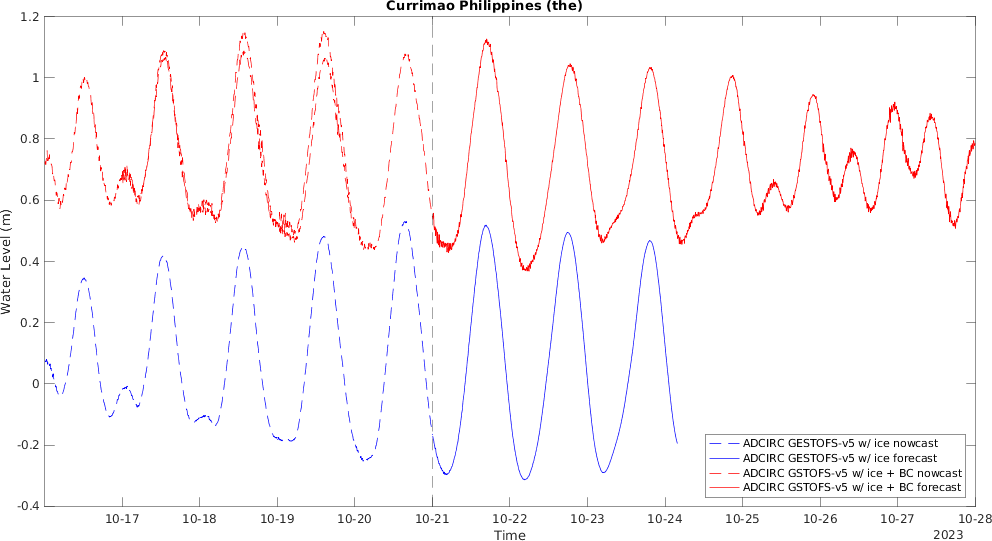 Currimao Philippines (the)
1.2
1
0.8
0.6
0.4
0.2
0
-0.2
-0.4
Water Level (m)
ADCIRC GESTOFS-v5 w/ ice nowcast
ADCIRC GESTOFS-v5 w/ ice forecast
ADCIRC GSTOFS-v5 w/ ice + BC nowcast
ADCIRC GSTOFS-v5 w/ ice + BC forecast
10-17 10-18 10-19 10-20 10-21 10-22 10-23 10-24 10-25 10-26 10-27 10-28
Time
2023